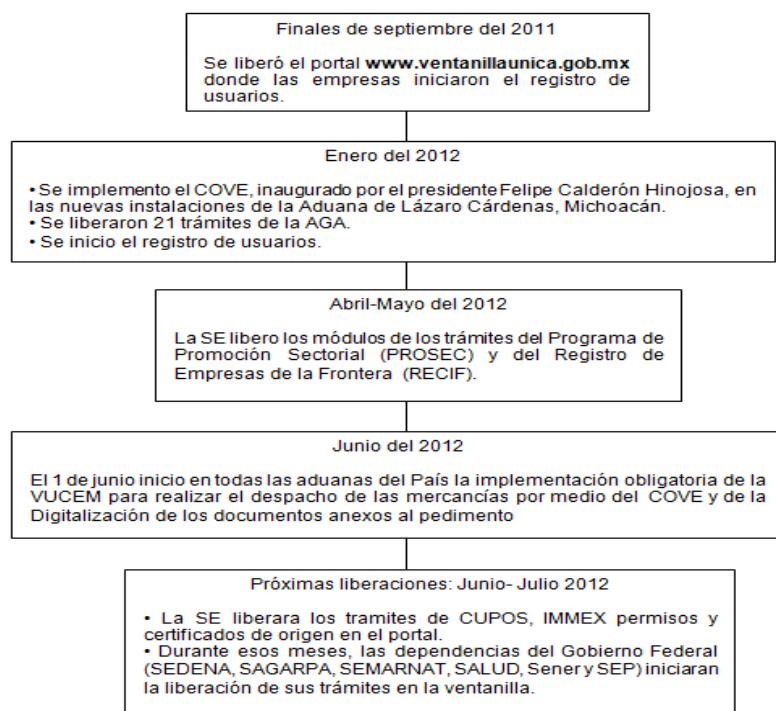 Finales de septiembre del 2011
Se liberó el portal www.ventanillaunica.gob.mx
donde las empresas iniciaron el registro de
usuarios.
Enero del 2012
• Se implemento el COVE, inaugurado por el presidente Felipe Calderón Hinojosa, en
las nuevas instalaciones de la Aduana de Lázaro Cárdenas, Michoacán.
• Se liberaron 21 trámites de la AGA.
• Se inicio el registro de usuarios.
Abril-Mayo del 2012
La SE libero los módulos de los trámites del Programa de
Promoción Sectorial (PROSEC) y del Registro de
Empresas de la Frontera (RECIF).
Junio del 2012
El 1 de junio inicio en todas las aduanas del País la implementación obligatoria de la
VUCEM para realizar el despacho de las mercancías por medio del COVE y de la
Digitalización de los documentos anexos al pedimento
Próximas liberaciones: Junio- Julio 2012
• La SE liberara los tramites de CUPOS, IMMEX permisos y
certificados de origen en el portal.
• Durante esos meses, las dependencias del Gobierno Federal
(SEDENA, SAGARPA, SEMARNAT, SALUD, Sener y SEP) iniciaran
la liberación de sus trámites en la ventanilla.